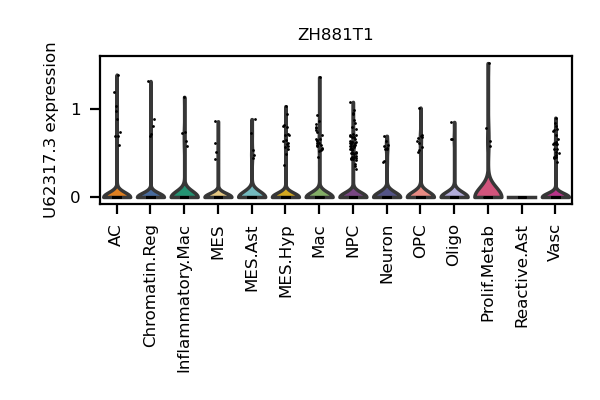 ZH881T1
U62317.3 expression
1
0
AC
Chromatin.Reg
Inflammatory.Mac
MES
MES.Ast
MES.Hyp
Mac
NPC
Neuron
OPC
Oligo
Prolif.Metab
Reactive.Ast
Vasc